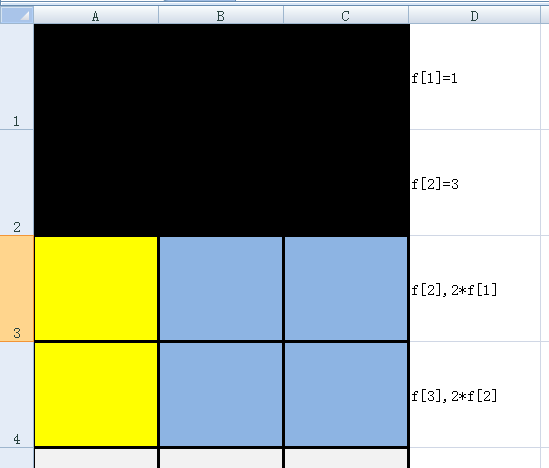 A B C D
1 f[1]=1
2 f[2]=3
3 f[2],2*f[1]
4 f[3],2*f[2]